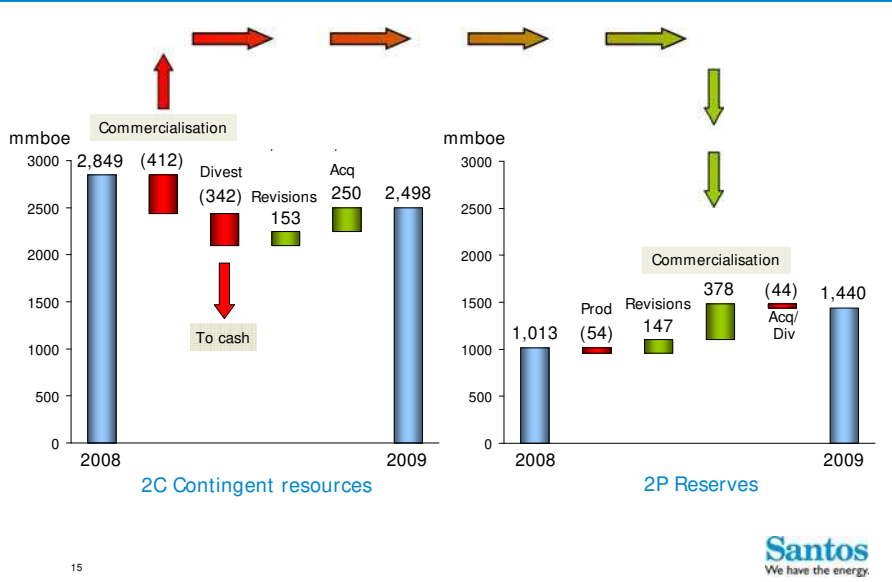 Commercialisation
mmboe
3000
2500
2000
1500
1000
500
0
2,849
(412)
Divest
(342)
Revisions
153
Acq
250
2,498
To cash
2008
2009
2C Contingent resources
mmboe
3000
2500
2000
1500
1000
500
0
Commercialisation
1,013
Prod
(54)
Revisions
147
378
(44)
Acq/
Div
1,440
2008
2009
2P Reserves
15
Santos
We have the energy.